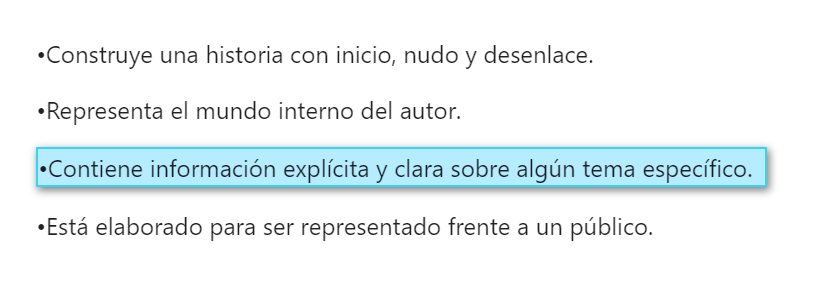 •Construye una historia con inicio, nudo y desenlace.
•Representa el mundo interno del autor.
•Contiene información explícita y clara sobre algún tema específico.
•Está elaborado para ser representado frente a un público.